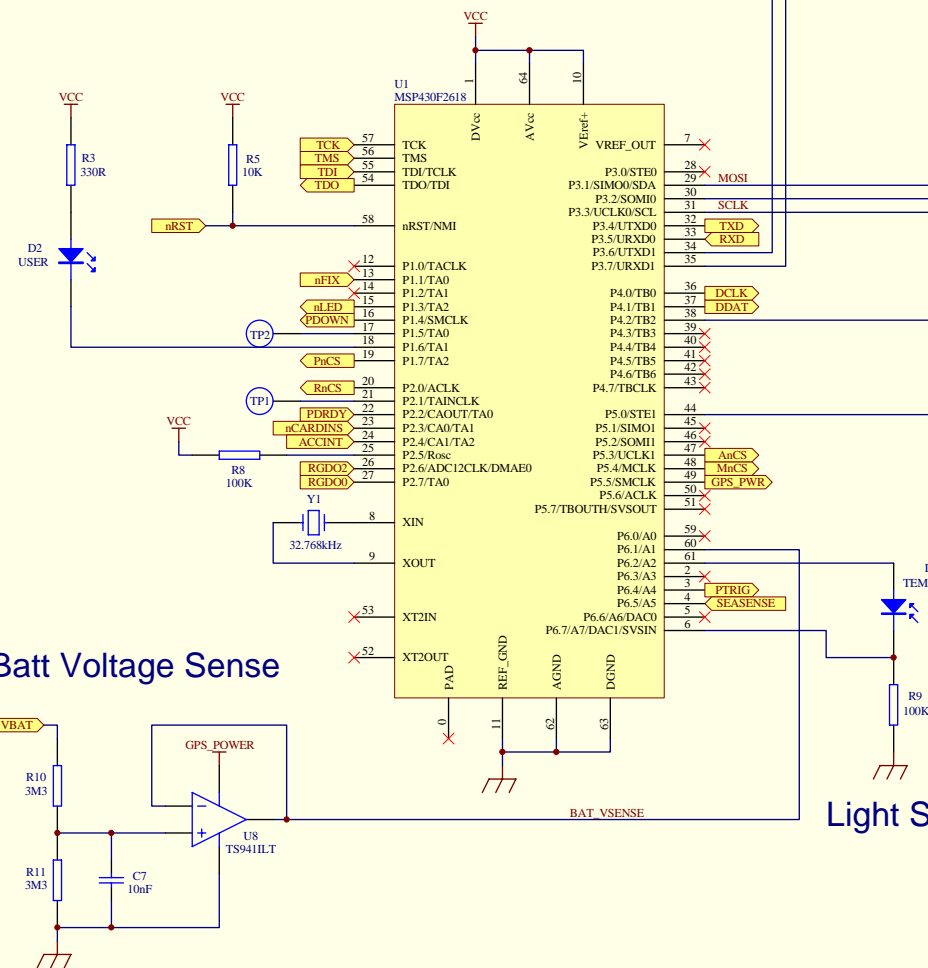 VCC
U1
MSP430F2618
1
64
10
DVcc
AVcc
VEref+
VCC
R3
330R
VCC
R5
10K
D2
USER
TCK 57 TCK
TMS 56 TMS
TDI 55 TDI/TCLK
TDO 54 TDO/TDI
nRST 58 nRST/NMI
12 P1.0/TACLK
nFIX 13 P1.1/TA0
14 P1.2/TA1
nLED 15 P1.3/TA2
PDOWN 16 P1.4/SMCLK
TP2 17 P1.5/TA0
18 P1.6/TA1
PnCS 19 P1.7/TA2
RnCS 20 P2.0/ACLK
TP1 21 P2.1/TAINCLK
PDRDY 22 P2.2/CAOUT/TA0
nCARDINS 23 P2.3/CA0/TA1
ACCINT 24 P2.4/CA1/TA2
25 P2.5/Rosc
RGDO2 26 P2.6/ADC12CLK/DMAE0
RGDO0 27 P2.7/TA0
VCC
R8
100K
Y1
32.768kHz
8 XIN
9 XOUT
53 XT2IN
52 XT2OUT
VREF_OUT 7
P3.0/STE0 28
P3.1/SIMO0/SDA 29 MOSI
P3.2/SOMI0 30
P3.3/UCLK0/SCL 31 SCLK
P3.4/UTXD0 32 TXD
P3.5/URXD0 33 RXD
P3.6/UTXD1 34
P3.7/URXD1 35
P4.0/TB0 36 DCLK
P4.1/TB1 37 DDAT
P4.2/TB2 38
P4.3/TB3 39
P4.4/TB4 40
P4.5/TB5 41
P4.6/TB6 42
P4.7/TBCLK 43
P5.0/STE1 44
P5.1/SIMO1 45
P5.2/SOMI1 46
P5.3/UCLK1 47 AnCS
P5.4/MCLK 48 MnCS
P5.5/SMCLK 49 GPS_PWR
P5.6/ACLK 50
P5.7/TBOUTH/SVSOUT 51
P6.0/A0 59
P6.1/A1 60
P6.2/A2 61
P6.3/A3 2
P6.4/A4 3 PTRIG
P6.5/A5 4 SEASENSE
P6.6/A6/DAC0 5
P6.7/A7/DAC1/SVSIN 6
PAD
REF_GND
AGND
DGND
0
11
62
63
TEM
R9
100K
Batt Voltage Sense
VBAT
R10
3M3
R11
3M3
C7
10nF
GPS_POWER
U8
TS941ILT
BAT_VSENSE
Light S